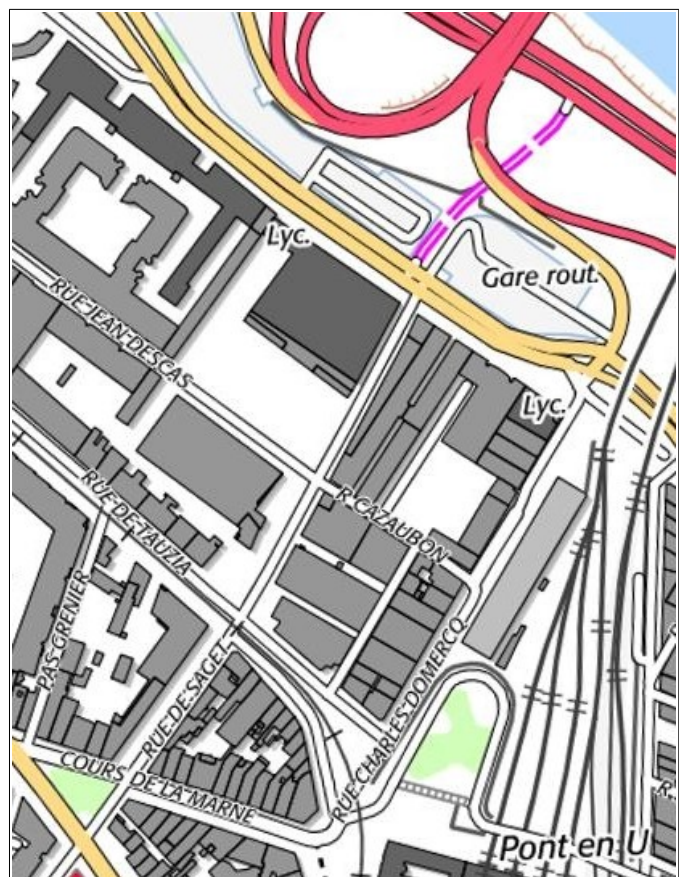 Lyc.
Gare rout.
RUE JEAN DESCAS
Lyc.
R. CAZAUBON
RUE DE TAUZIA
PAS GRENIER
RUE DE SAGET
RUE CHARLES DOMERCQ
COURS DE LA MARNE
R.
Pont en U